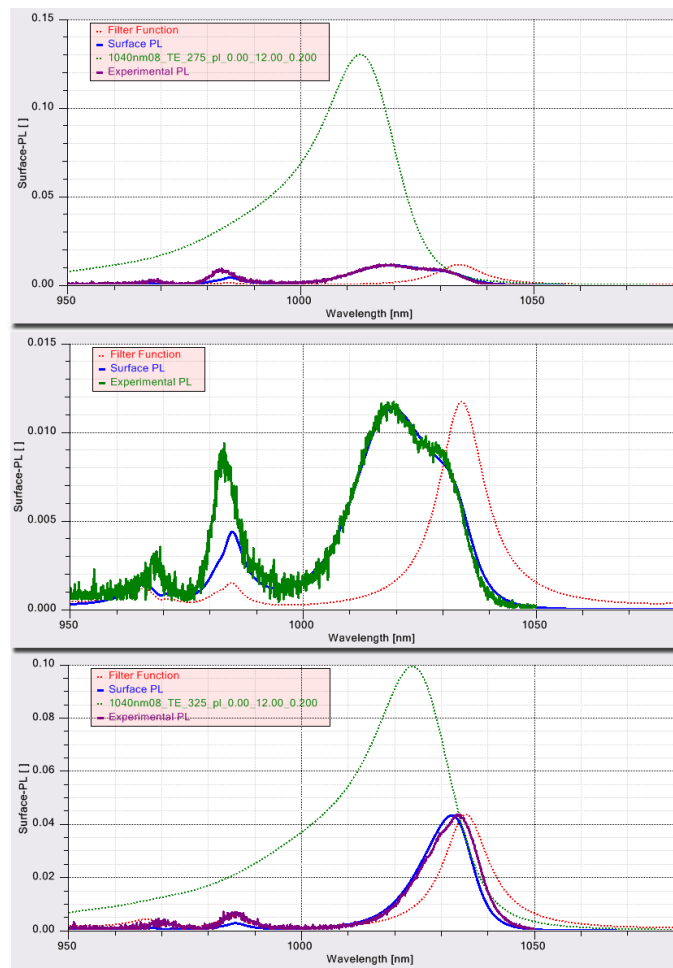 Filter Function
Surface PL
1040nm08_TE_275_pl_0.00_12.00_0.200
Experimental PL
Surface-PL [ ]
0.15
0.10
0.05
0.00
950
1000
1050
Wavelength [nm]
Filter Function
Surface PL
Experimental PL
Surface-PL [ ]
0.015
0.010
0.005
0.000
950
1000
1050
Wavelength [nm]
Filter Function
Surface PL
1040nm08_TE_325_pl_0.00_12.00_0.200
Experimental PL
Surface-PL [ ]
0.10
0.08
0.06
0.04
0.02
0.00
950
1000
1050
Wavelength [nm]